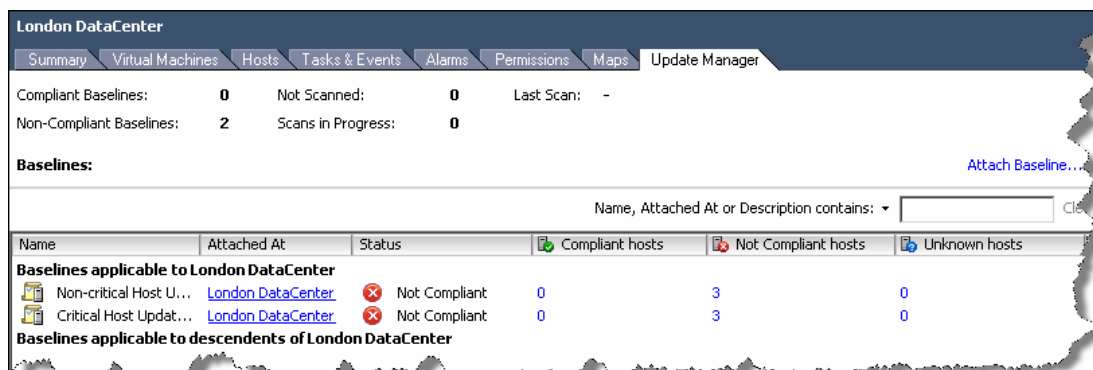 London DataCenter
Summary Virtual Machines Hosts Tasks & Events Alarms Permissions Maps Update Manager
Compliant Baselines: 0 Not Scanned: 0 Last Scan: -
Non-Compliant Baselines: 2 Scans in Progress: 0
Baselines: Attach Baseline...
Name, Attached At or Description contains: Cle
Name Attached At Status Compliant hosts Not Compliant hosts Unknown hosts
Baselines applicable to London DataCenter
Non-critical Host U... London DataCenter Not Compliant 0 3 0
Critical Host Updat... London DataCenter Not Compliant 0 3 0
Baselines applicable to descendents of London DataCenter